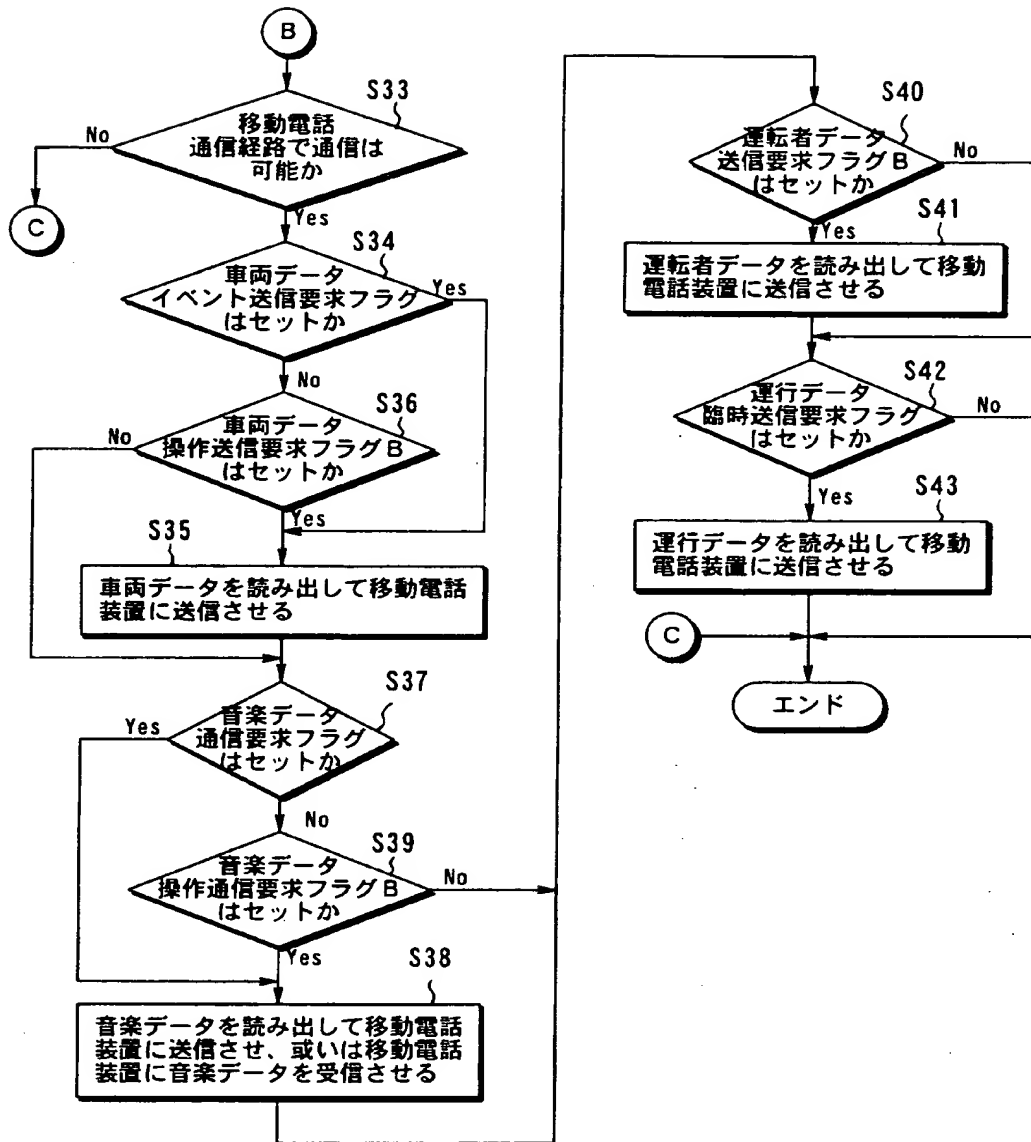 B
S33
移動電話
通信経路で通信は
可能か
No
C
Yes
S34
車両データ
イベント送信要求フラグ
はセットか
Yes
No
S36
車両データ
操作送信要求フラグB
はセットか
No
Yes
S35
車両データを読み出して移動電話
装置に送信させる
S37
音楽データ
通信要求フラグ
はセットか
Yes
No
S39
音楽データ
操作通信要求フラグB
はセットか
No
Yes
S38
音楽データを読み出して移動電話
装置に送信させ、或いは移動電話
装置に音楽データを受信させる
S40
運転者データ
送信要求フラグB
はセットか
No
Yes
S41
運転者データを読み出して移動
電話装置に送信させる
S42
運行データ
臨時送信要求フラグ
はセットか
No
Yes
S43
運行データを読み出して移動
電話装置に送信させる
C
エンド